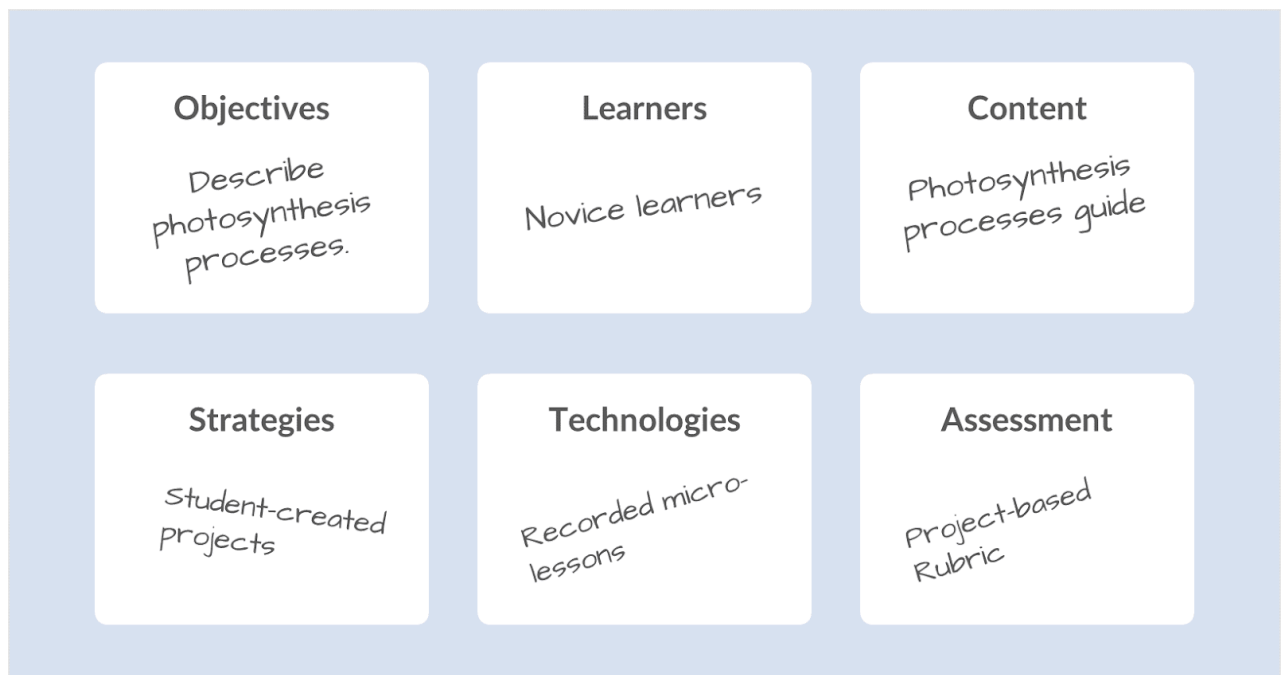 Objectives
Describe
photosynthesis
processes.
Learners
Novice learners
Content
Photosynthesis
processes guide
Strategies
Student-created
projects
Technologies
Recorded micro-
lessons
Assessment
Project-based
Rubric